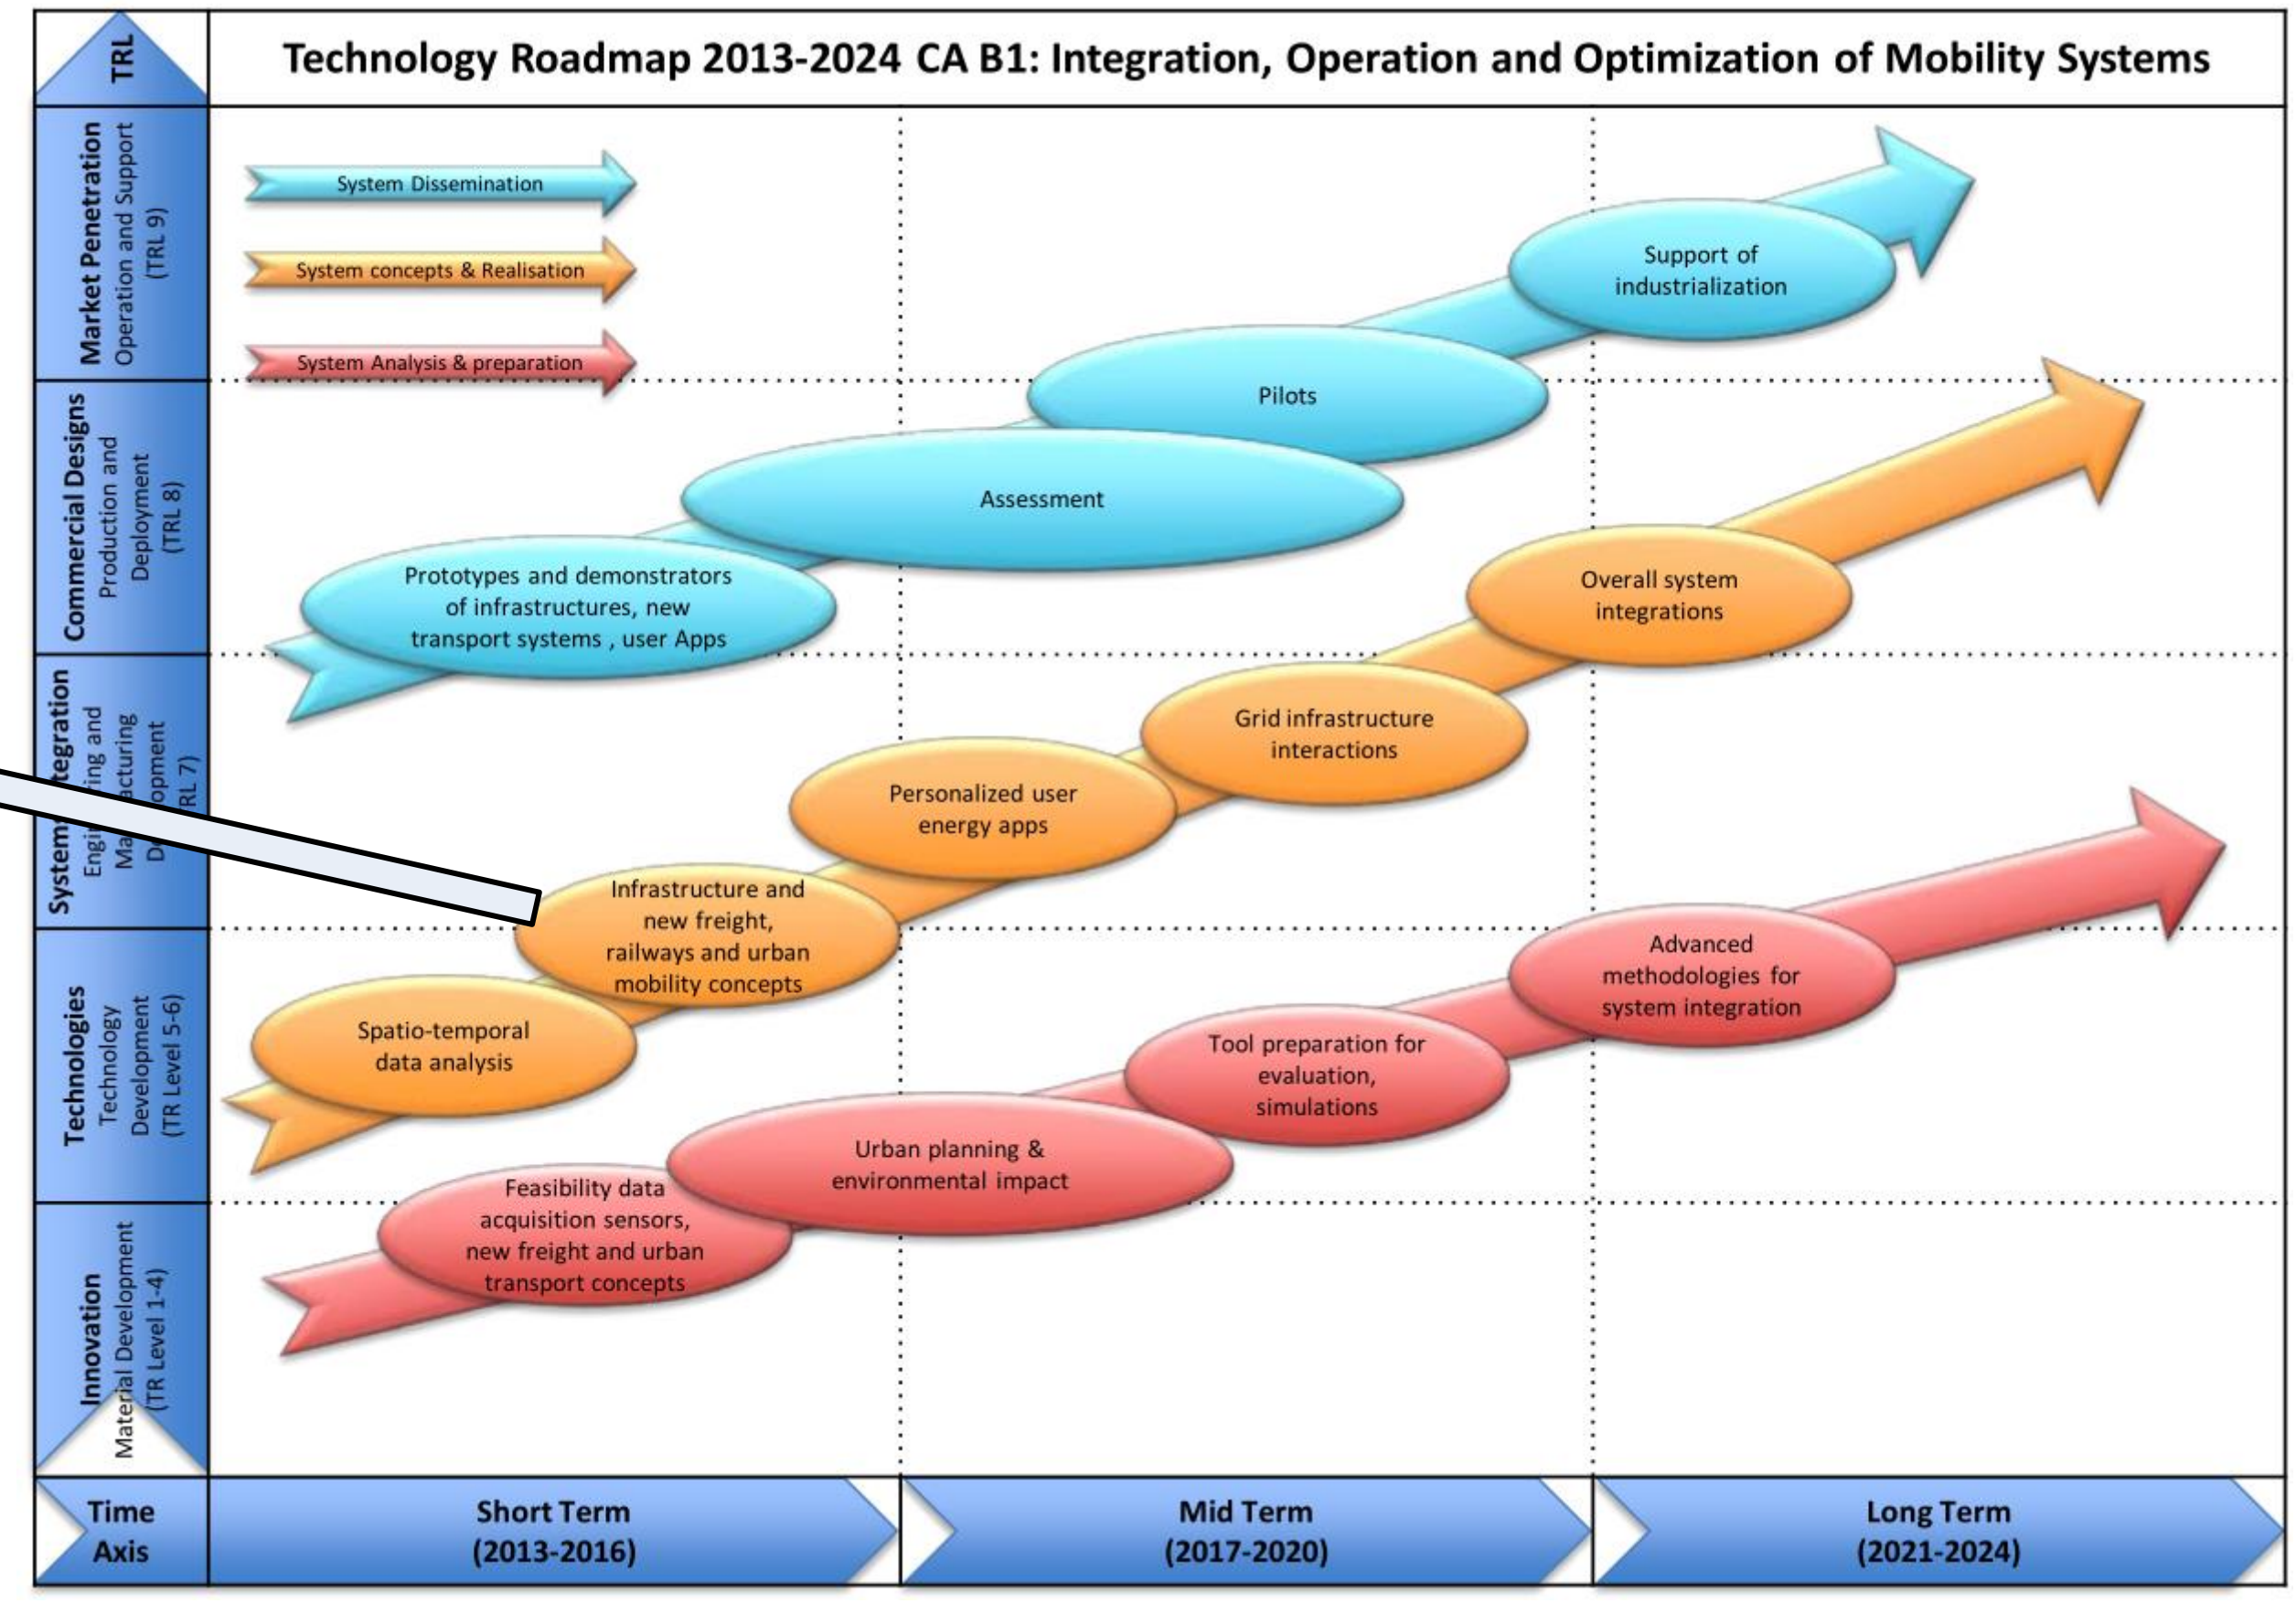 TRL
Technology Roadmap 2013-2024 CA B1: Integration, Operation and Optimization of Mobility Systems
Market Penetration
Operation and Support
(TRL 9)
System Dissemination
System concepts & Realisation
System Analysis & preparation
Support of
industrialization
Pilots
Commercial Designs
Production and
Deployment
(TRL 8)
Assessment
Prototypes and demonstrators
of infrastructures, new
transport systems , user Apps
Overall system
integrations
and
RL 7)
Grid infrastructure
interactions
Personalized user
energy apps
Infrastructure and
new freight,
railways and urban
mobility concepts
Technologies
Technology
Development
(TR Level 5-6)
Spatio-temporal
data analysis
Advanced
methodologies for
system integration
Tool preparation for
evaluation,
simulations
Urban planning &
environmental impact
Feasibility data
acquisition sensors,
new freight and urban
transport concepts
Innovation
Material Development
(TR Level 1-4)
Time
Axis
Short Term
(2013-2016)
Mid Term
(2017-2020)
Long Term
(2021-2024)